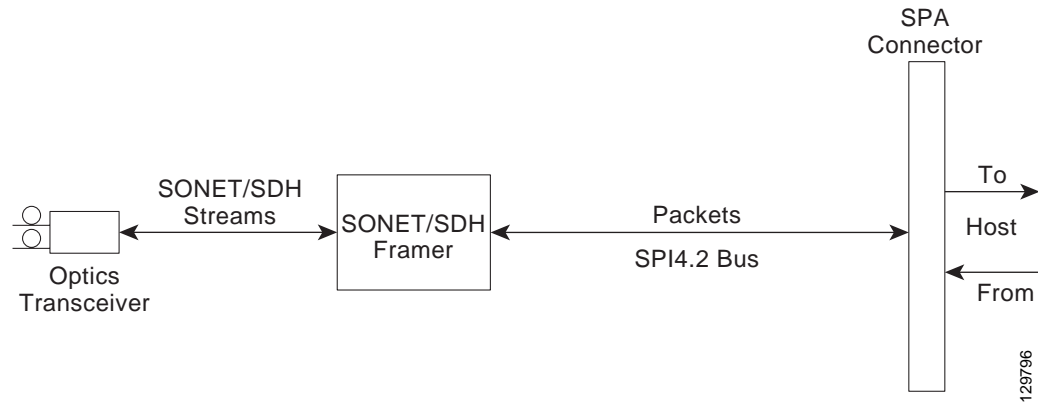 SPA
Connector
SONET/SDH
Streams
SONET/SDH
Framer
Packets
SPI4.2 Bus
To
Host
From
Optics
Transceiver
129796